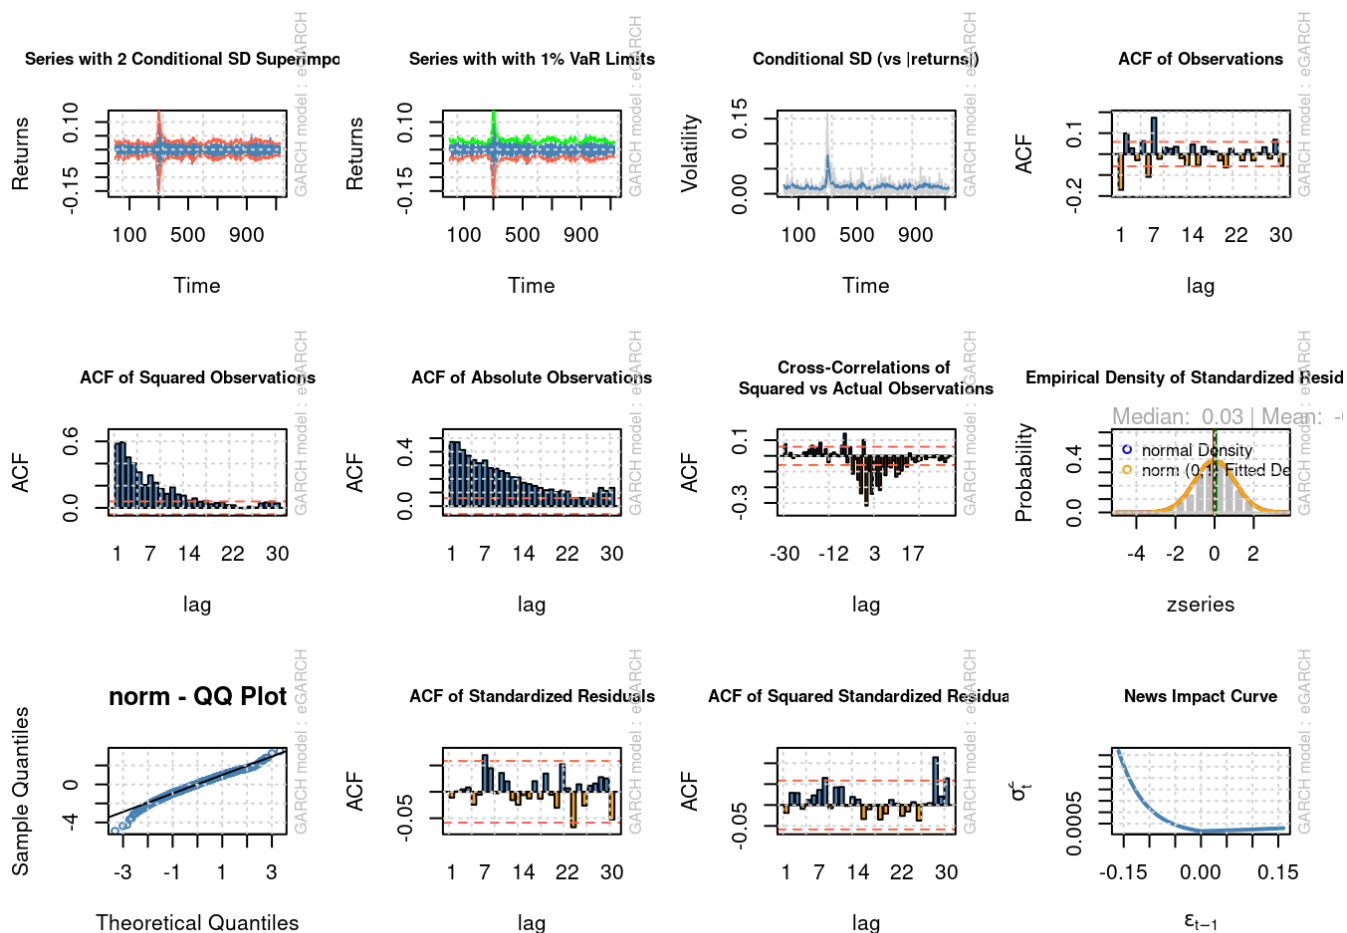 Series with 2 Conditional SD Superimpo
GARCH model : eGARCH
Returns
0.10
-0.15
100 500 900
Time
Series with with 1% VaR Limits
GARCH model : eGARCH
Returns
0.10
-0.15
100 500 900
Time
Conditional SD (vs |returns|)
GARCH model : eGARCH
Volatility
0.15
0.00
100 500 900
Time
ACF of Observations
GARCH model : eGARCH
ACF
0.1
-0.2
1 7 14 22 30
lag
ACF of Squared Observations
GARCH model : eGARCH
ACF
0.6
0.0
1 7 14 22 30
lag
ACF of Absolute Observations
GARCH model : eGARCH
ACF
0.4
0.0
1 7 14 22 30
lag
Cross-Correlations of
Squared vs Actual Observations
GARCH model : eGARCH
ACF
0.1
-0.3
-30 -12 3 17
lag
Empirical Density of Standardized Resid
Median: 0.03 | Mean: -
GARCH model : eGARCH
normal Density
norm (0,1) Fitted De
Probability
0.4
0.0
-4 -2 0 2
zseries
norm - QQ Plot
GARCH model : eGARCH
Sample Quantiles
0
-4
-3 -1 1 3
Theoretical Quantiles
ACF of Standardized Residuals
GARCH model : eGARCH
ACF
-0.05
1 7 14 22 30
lag
ACF of Squared Standardized Residua
GARCH model : eGARCH
ACF
-0.05
1 7 14 22 30
lag
News Impact Curve
GARCH model : eGARCH
0.0005
-0.15 0.00 0.15
εt−1